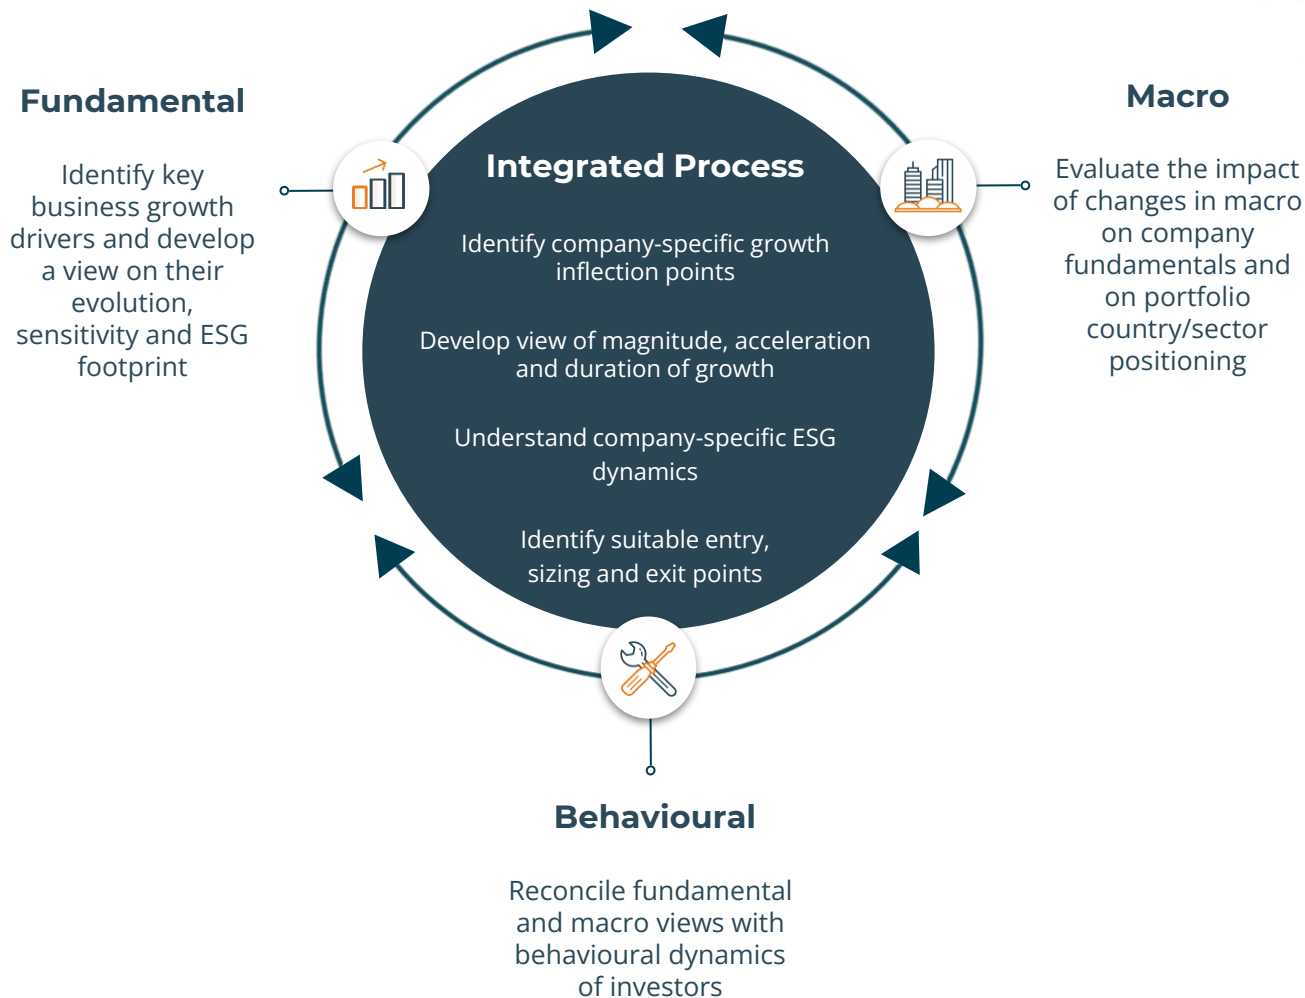 Fundamental
Identify key
business growth
drivers and develop
a view on their
evolution,
sensitivity and ESG
footprint
Integrated Process
Identify company-specific growth
inflection points
Develop view of magnitude, acceleration
and duration of growth
Understand company-specific ESG
dynamics
Identify suitable entry,
sizing and exit points
Macro
Evaluate the impact
of changes in macro
on company
fundamentals and
on portfolio
country/sector
positioning
Behavioural
Reconcile fundamental
and macro views with
behavioural dynamics
of investors